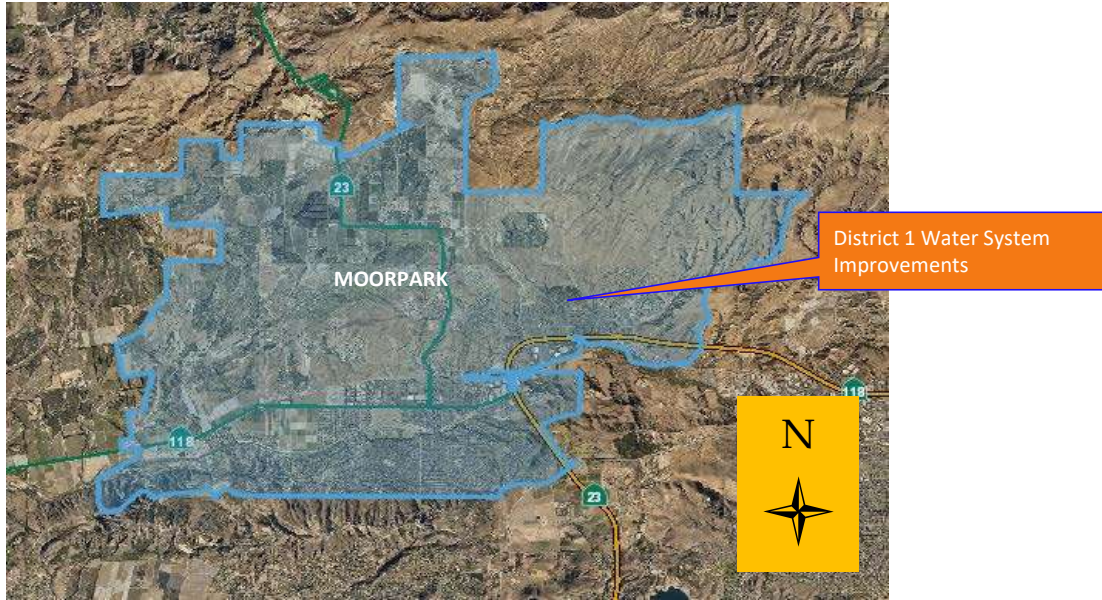 23
District 1 Water System
Improvements
MOORPARK
118
118
N
23